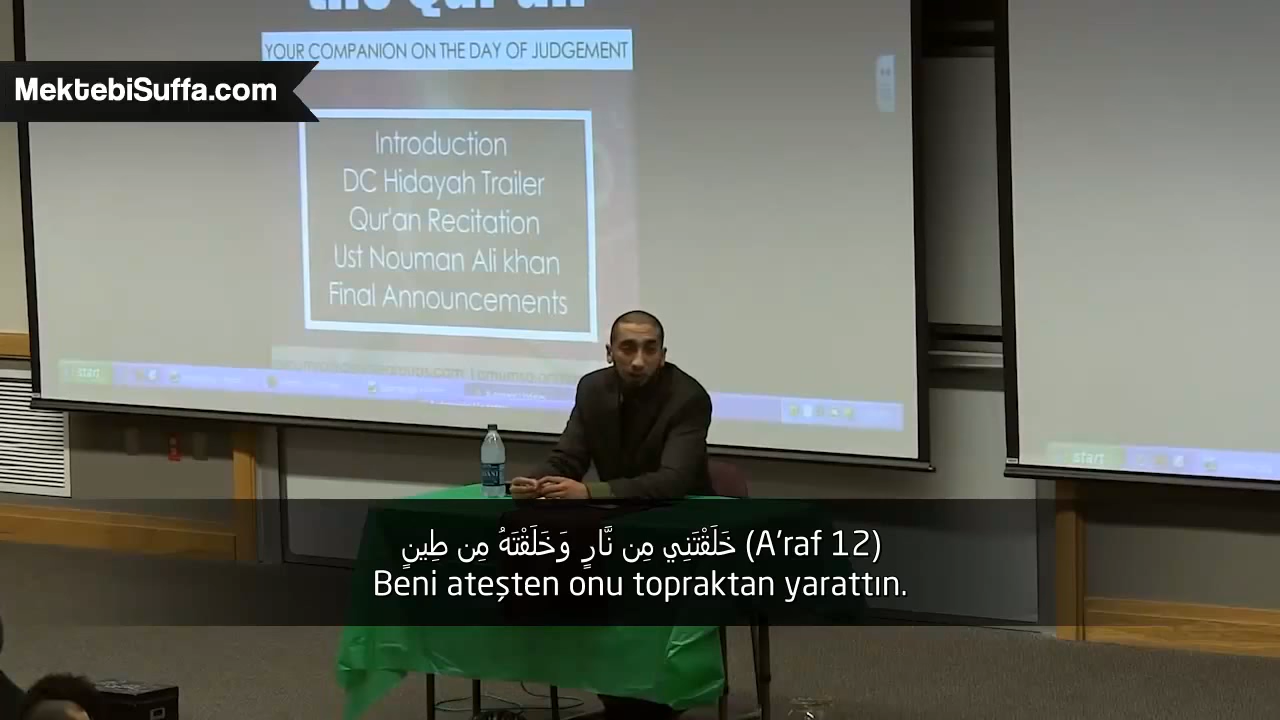 the Qur'an
YOUR COMPANION ON THE DAY OF JUDGEMENT
MektebiSuffa.com
Introduction
DC Hidayah Trailer
Qur'an Recitation
Ust Nouman Ali khan
Final Announcements
start
start
خَلَقْتَنِي مِن نَّارٍ وَخَلَقْتَهُ مِن طِينٍ (A'raf 12)
Beni ateşten onu topraktan yarattın.